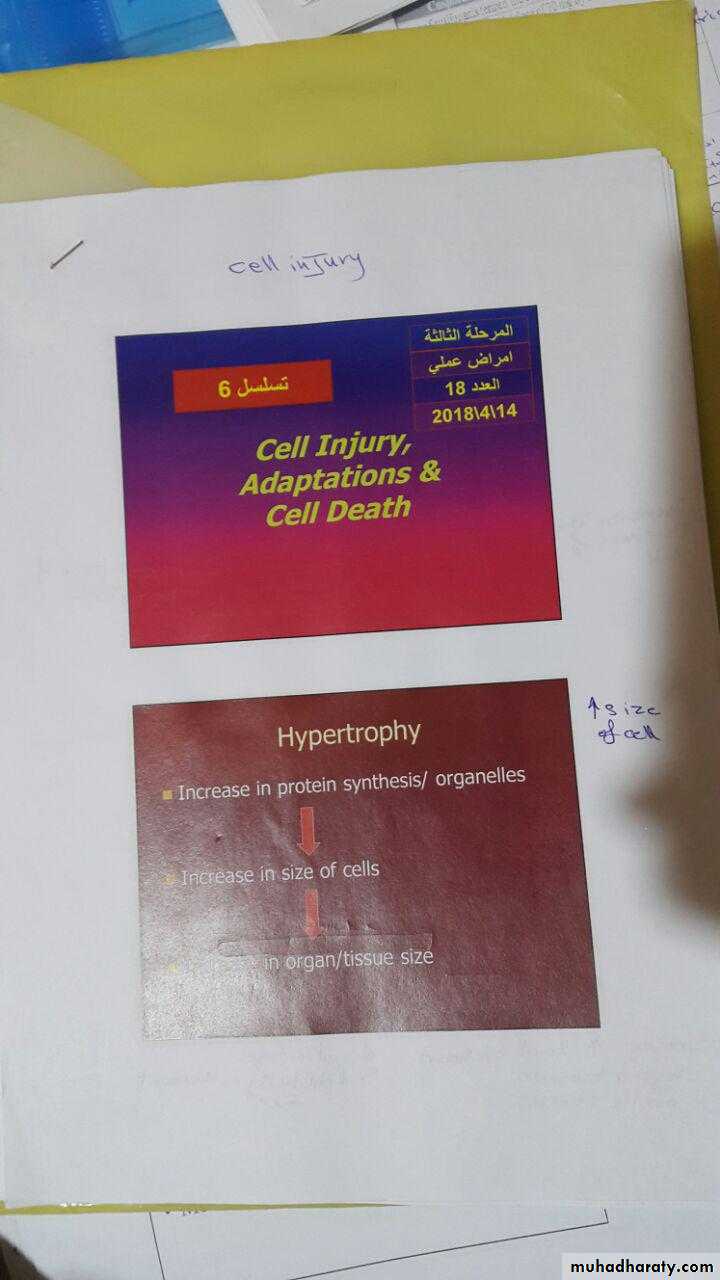 cell injury
المرحلة الثالثة
امراض عملي
العدد 18
2018\4\14
تسلسل 6
Cell Injury,
Adaptations &
Cell Death
Hypertrophy
Increase in protein synthesis/ organelles
Increase in size of cells
in organ/tissue size
↑ size
of cell
muhadharaty.com